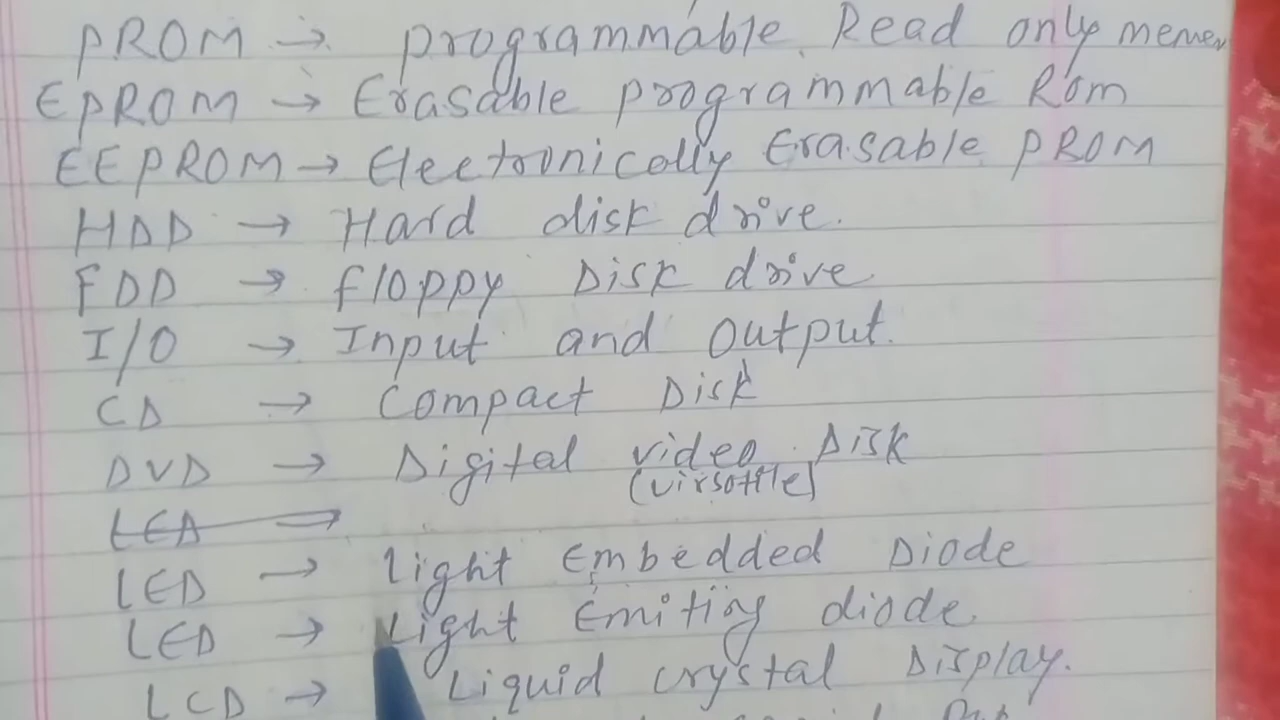 PROM → programmable Read only
EPROM → Erasable programmable Rom
EEPROM → Electronically Erasable PROM
HDD → Hard disk drive.
FDD → floppy Disk drive
I/O → Input and output.
CD → Compact Disk
DVD → Digital video Disk
(virsottle)
LED → light Embedded Diode
LED → Light Emiting diode.
LCD → Liquid crystal Display.